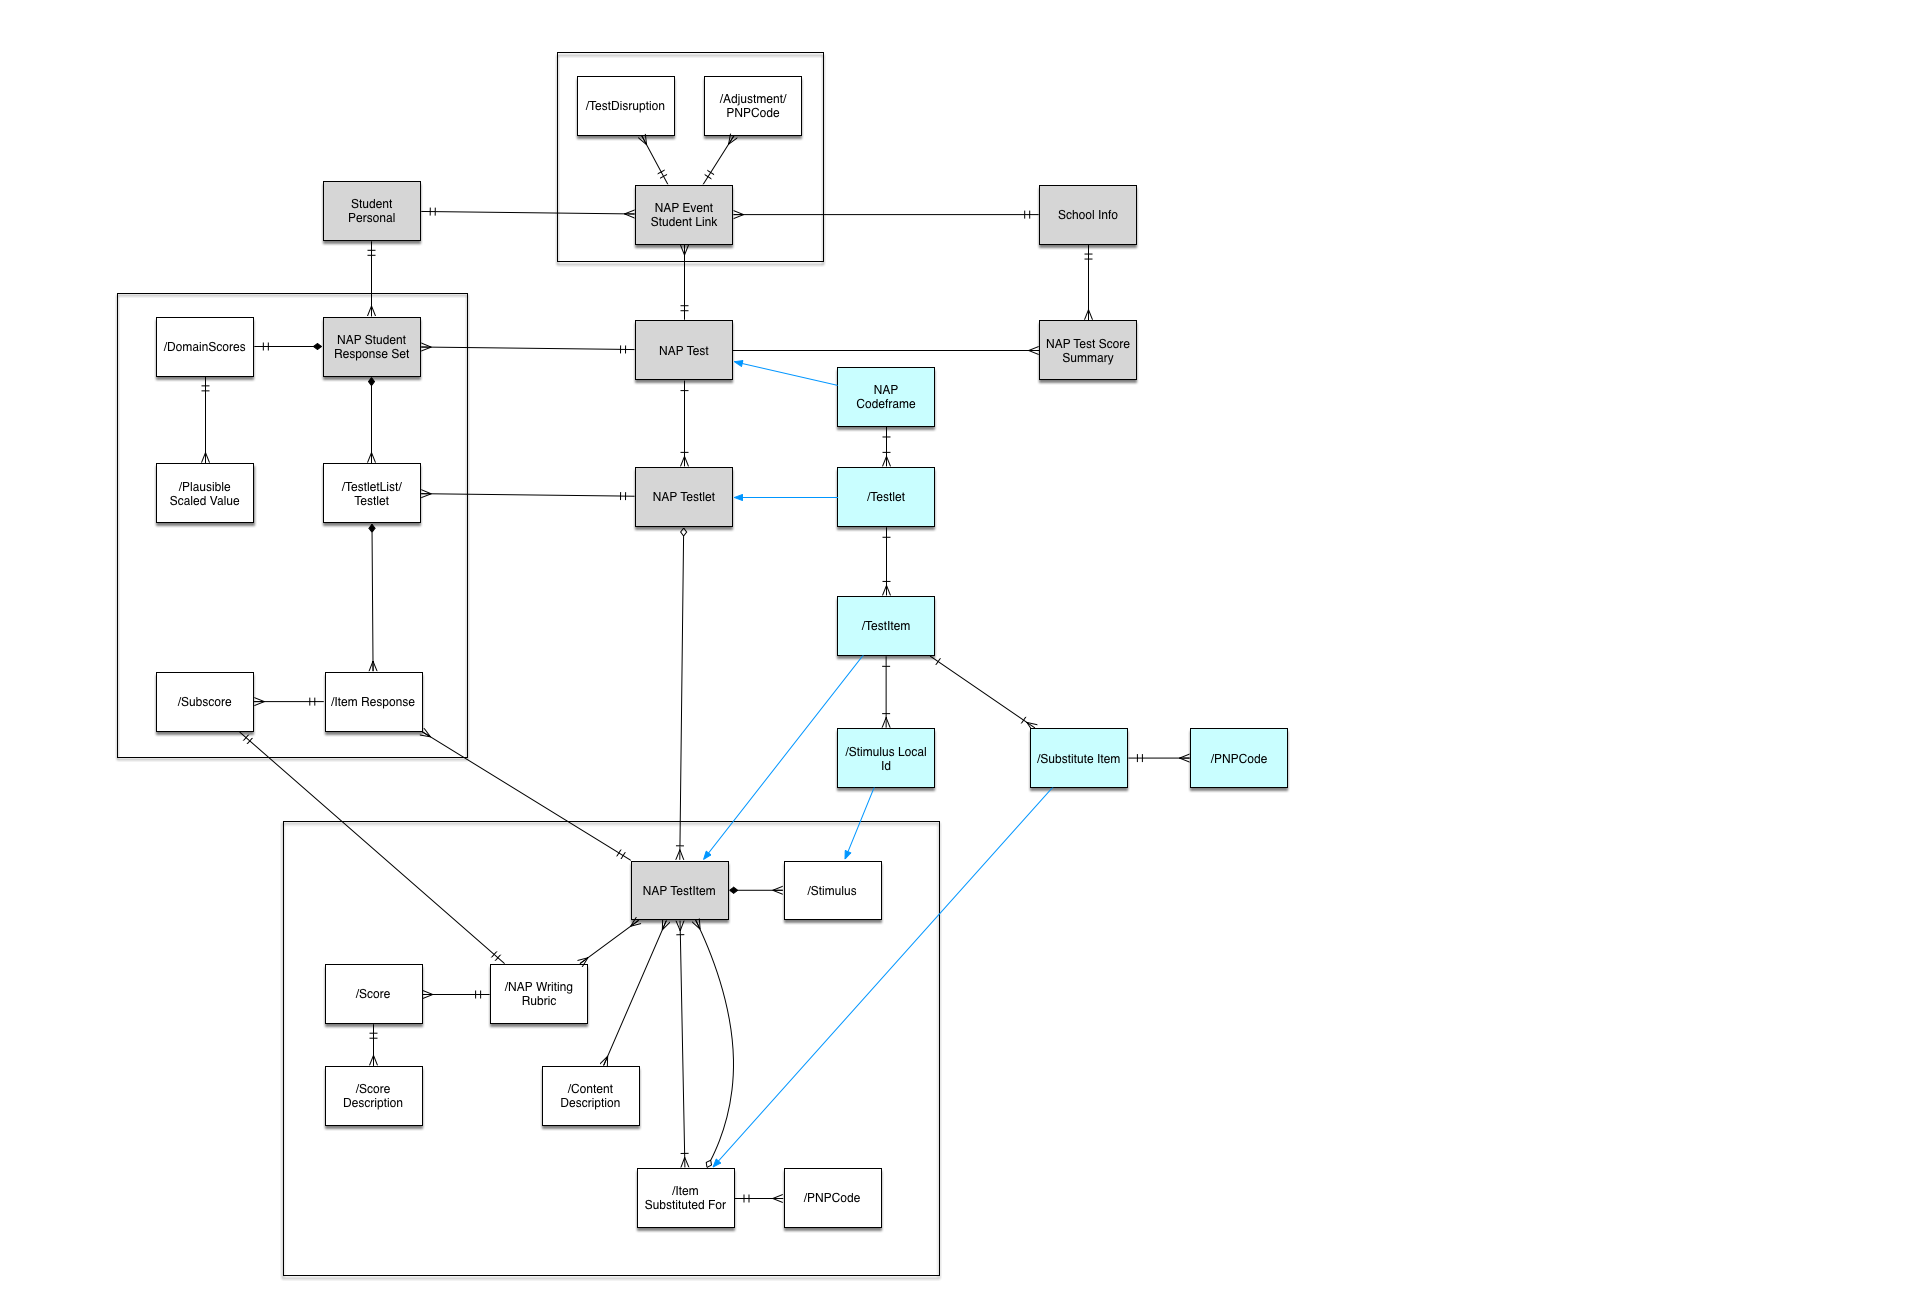 /TestDisruption
/Adjustment/
PNPCode
Student
Personal
NAP Event
Student Link
School Info
/DomainScores
NAP Student
Response Set
NAP Test
NAP Test Score
Summary
NAP
Codeframe
/Plausible
Scaled Value
/TestletList/
Testlet
NAP Testlet
/Testlet
/TestItem
/Subscore
/Item Response
/Stimulus Local
Id
/Substitute Item
/PNPCode
NAP TestItem
/Stimulus
/Score
/NAP Writing
Rubric
/Score
Description
/Content
Description
/Item
Substituted For
/PNPCode